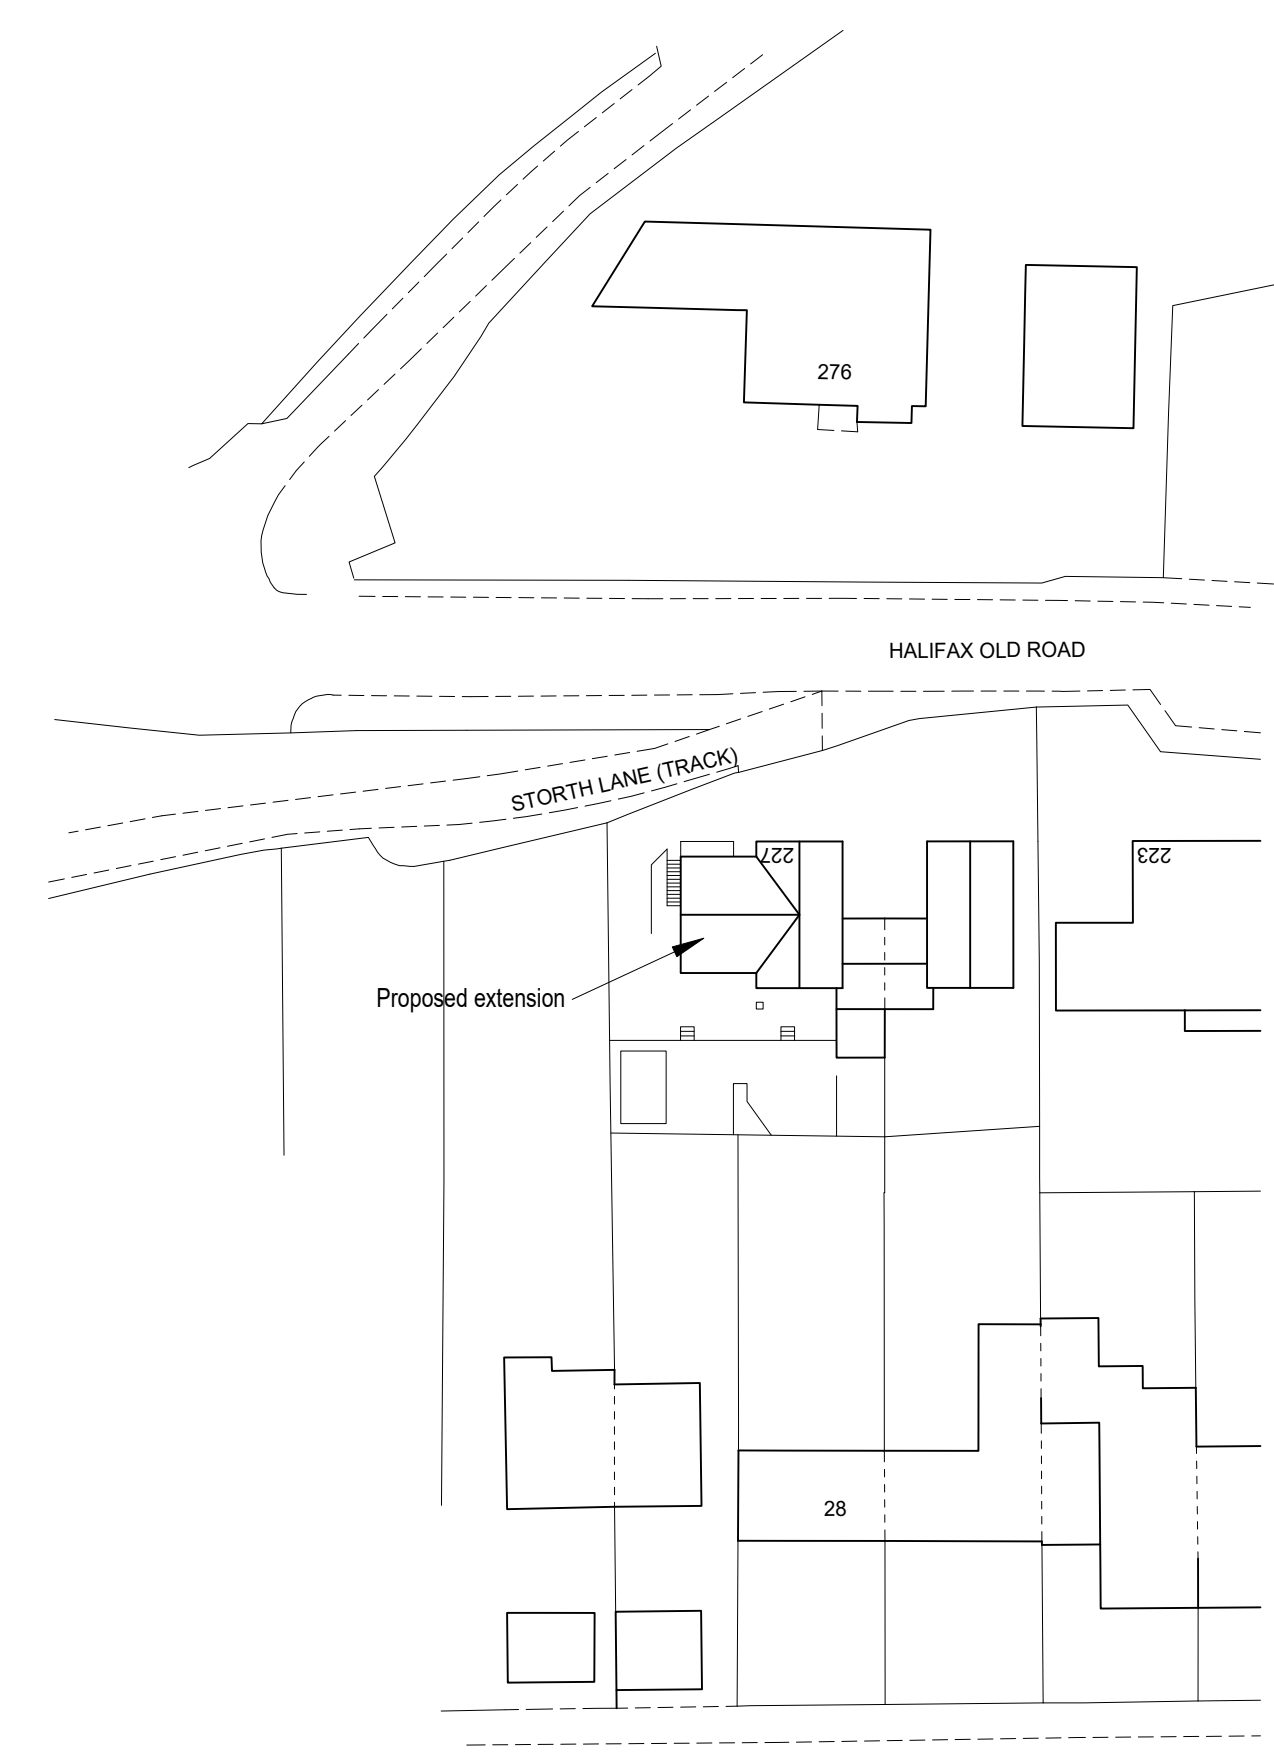 276
HALIFAX OLD ROAD
STORTH LANE (TRACK)
227
223
Proposed extension
28